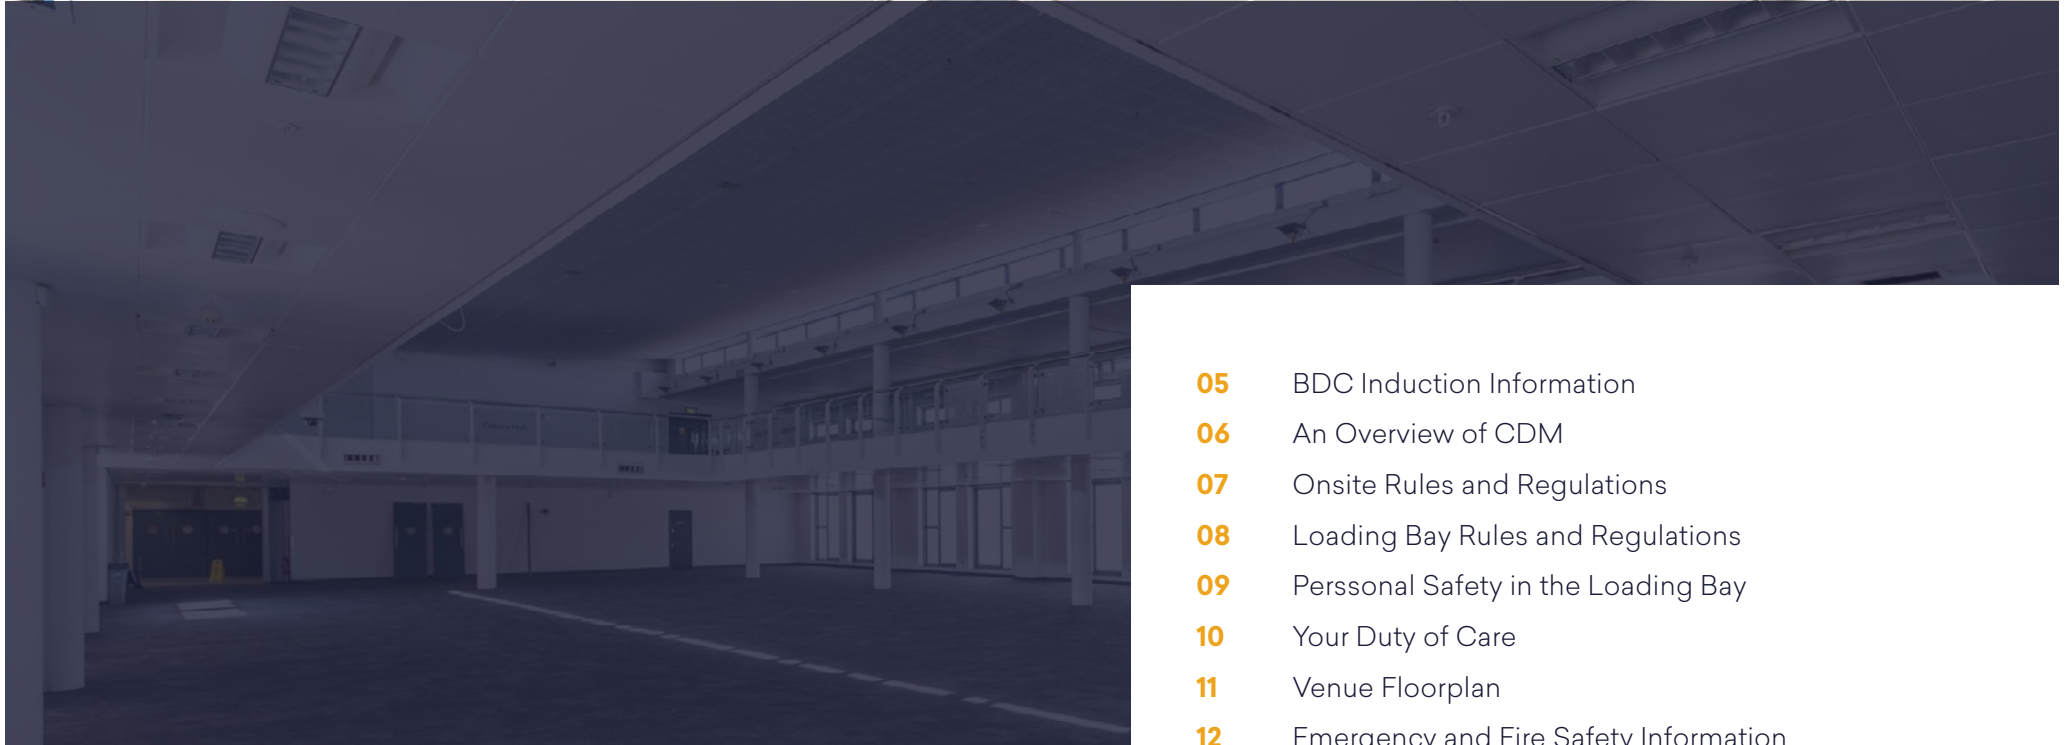 05 BDC Induction Information
06 An Overview of CDM
07 Onsite Rules and Regulations
08 Loading Bay Rules and Regulations
09 Perssonal Safety in the Loading Bay
10 Your Duty of Care
11 Venue Floorplan
12 Emergency and Fire Safety Information